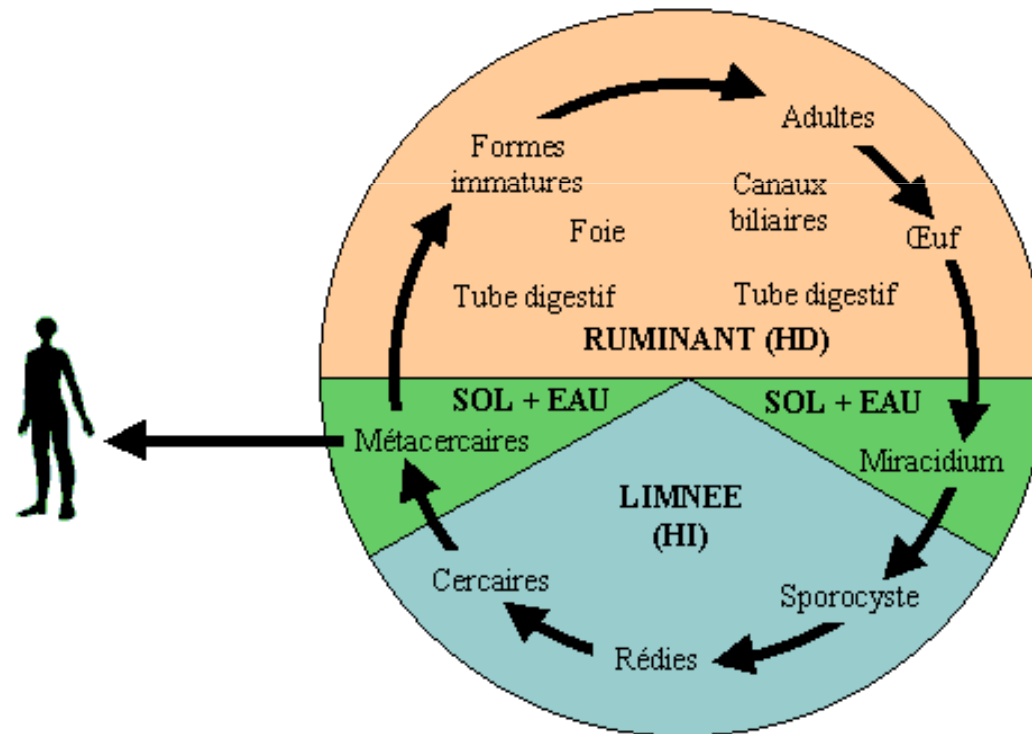 Adultes
Formes
immatures
Canaux
biliaires
Foie
Œuf
Tube digestif
Tube digestif
RUMINANT (HD)
SOL + EAU
SOL + EAU
Métacercaires
Miracidium
LIMNEE
(HI)
Cercaires
Sporocyste
Rédies